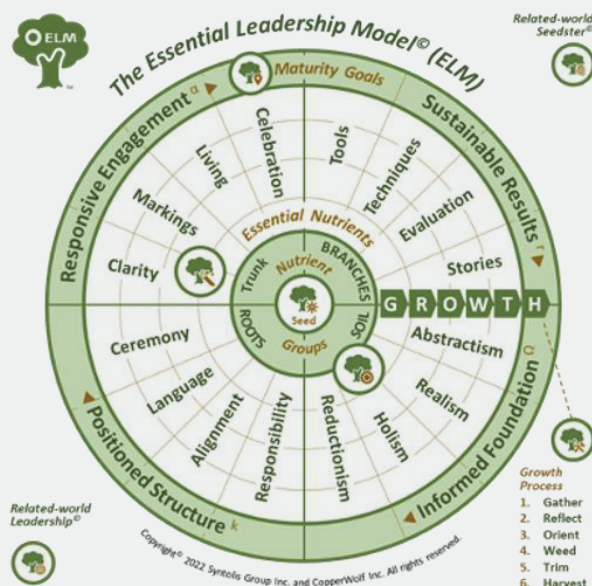 OELM
TM
The Essential Leadership Model© (ELM)
Related-world
Seedster©
Maturity Goals
Responsive Engagement α
Sustainable Results r
Clarity
Markings
Living
Celebration
Tools
Techniques
Evaluation
Stories
Essential Nutrients
Nutrient
Trunk
BRANCHES
Seed
ROOTS
SOIL
Groups
GROWTH
Ceremony
Language
Alignment
Responsibility
Reductionism
Holism
Realism
Abstractism
Positioned Structure k
Informed Foundation Ω
Related-world
Leadership©
Growth
Process
1. Gather
2. Reflect
3. Orient
4. Weed
5. Trim
6. Harvest
Copyright© 2022 Syntolis Group Inc. and CopperWolf Inc. All rights reserved.